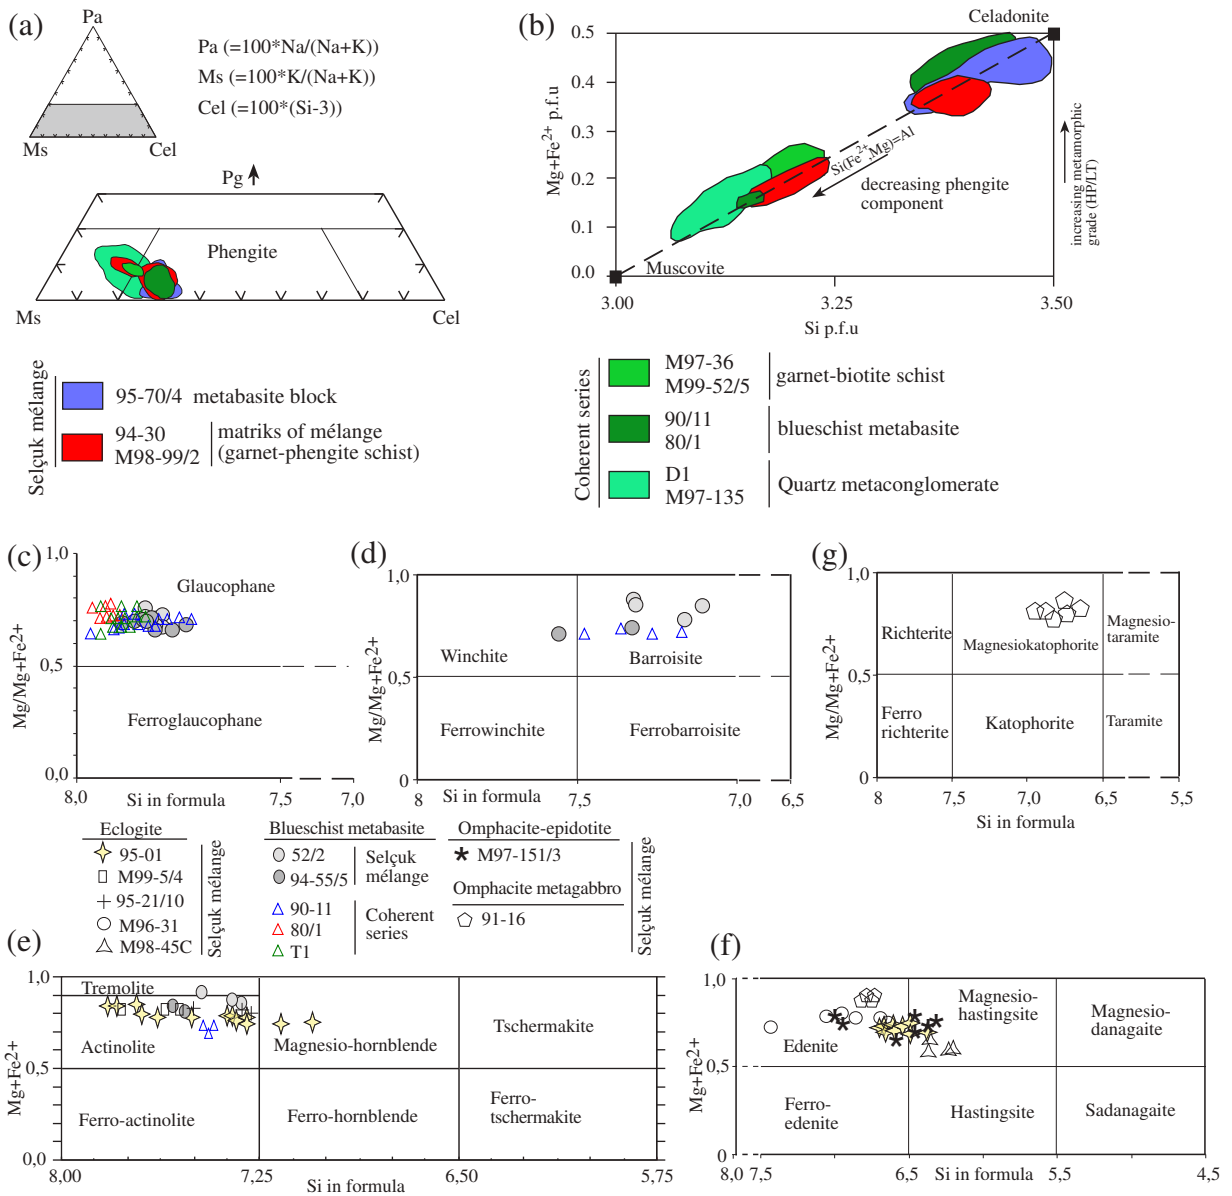 (a)
Pa
Ms
Cel
Pa (=100*Na/(Na+K))
Ms (=100*K/(Na+K))
Cel (=100*(Si-3))
Pg
Phengite
Ms
Cel
(b)
Celadonite
0.5
0.4
0.3
0.2
0.1
0.0
Mg+Fe2+ p.f.u
Si(Fe2+,Mg)=Al
decreasing phengite
component
increasing metamorphic
grade (HP/LT)
Muscovite
3.00
3.25
3.50
Si p.f.u
Selçuk mélange
95-70/4 metabasite block
94-30
M98-99/2
matriks of mélange
(garnet-phengite schist)
Coherent series
M97-36
M99-52/5
garnet-biotite schist
90/11
80/1
blueschist metabasite
D1
M97-135
Quartz metaconglomerate
(c)
1,0
0,5
0,0
Mg/Mg+Fe2+
Glaucophane
Ferroglaucophane
8,0
Si in formula
7,5
7,0
(d)
1,0
0,5
0
Mg/Mg+Fe2+
Winchite
Barroisite
Ferrowinchite
Ferrobarroisite
8
Si in formula
7,5
7,0
6,5
(g)
1,0
0,5
0
Mg/Mg+Fe2+
Richterite
Magnesiokatophorite
Magnesio-
taramite
Ferro
richterite
Katophorite
Taramite
8
7,5
7,0
6,5
5,5
Si in formula
Eclogite
95-01
M99-5/4
95-21/10
M96-31
M98-45C
Selçuk mélange
Blueschist metabasite
52/2
94-55/5
Selçuk
mélange
90-11
80/1
T1
Coherent
series
Omphacite-epidotite
M97-151/3
Omphacite metagabbro
91-16
Selçuk mélange
(e)
1,0
0,5
0,0
Mg+Fe2+
Tremolite
Actinolite
Magnesio-hornblende
Tschermakite
Ferro-actinolite
Ferro-hornblende
Ferro-
tschermakite
8,00
7,25
6,50
5,75
Si in formula
(f)
1,0
0,5
0
Mg+Fe2+
Edenite
Magnesio-
hastingsite
Magnesio-
danagaite
Ferro-
edenite
Hastingsite
Sadanagaite
8,0
7,5
6,5
Si in formula
5,5
4,5